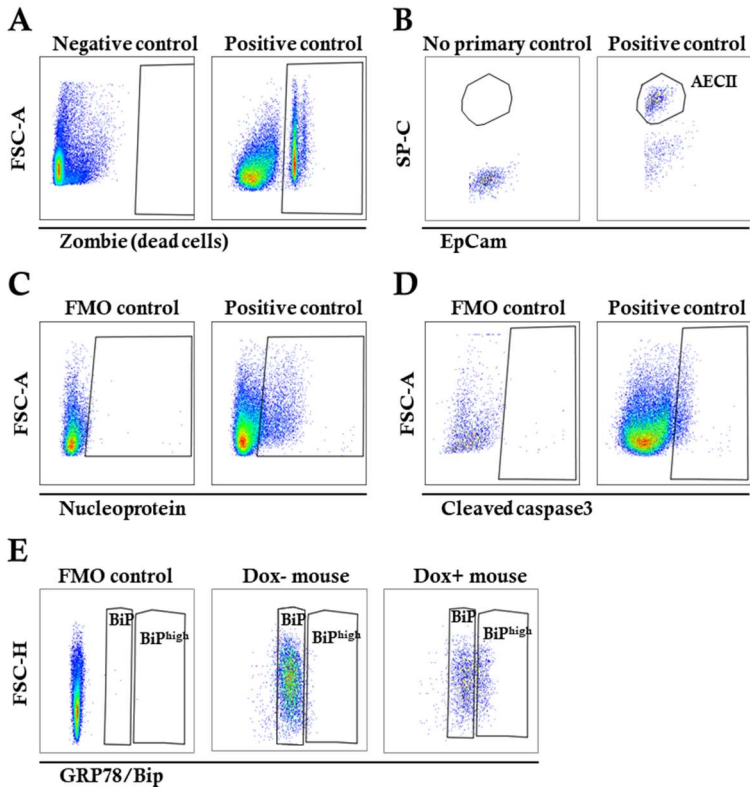 A
Negative control Positive control
FSC-A
Zombie (dead cells)
B
No primary control Positive control
AECII
SP-C
EpCam
C
FMO control Positive control
FSC-A
Nucleoprotein
D
FMO control Positive control
FSC-A
Cleaved caspase3
E
FMO control Dox- mouse Dox+ mouse
BiP BiP BiP
BiPhigh BiPhigh BiPhigh
FSC-H
GRP78/Bip